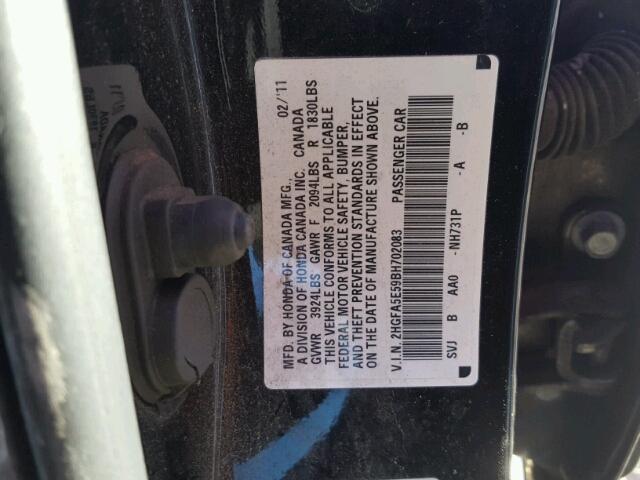 MFD. BY HONDA OF CANADA MFG., 02/'11
A DIVISION OF HONDA CANADA INC. CANADA
GVWR 3924LBS GAWR F 2094LBS R 1830LBS
THIS VEHICLE CONFORMS TO ALL APPLICABLE
FEDERAL MOTOR VEHICLE SAFETY, BUMPER,
AND THEFT PREVENTION STANDARDS IN EFFECT
ON THE DATE OF MANUFACTURE SHOWN ABOVE.
V.I.N. 2HGFA5E59BH702083 PASSENGER CAR
SVJ B AA0 -NH731P -A -B